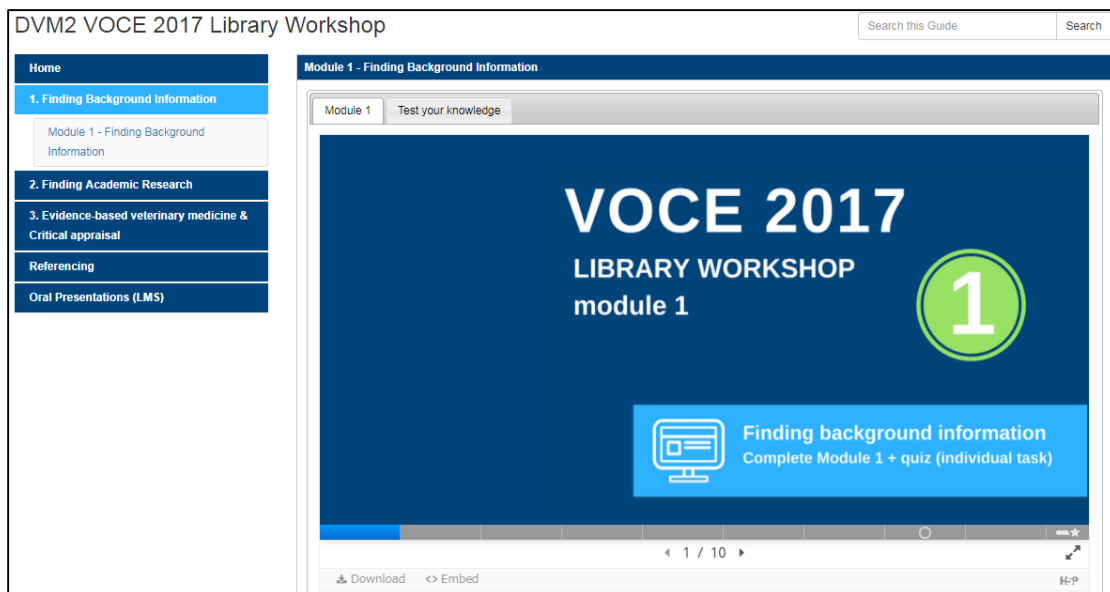 DVM2 VOCE 2017 Library Workshop
Search this Guide
Search
Home
1. Finding Background Information
Module 1 - Finding Background
Information
2. Finding Academic Research
3. Evidence-based veterinary medicine &
Critical appraisal
Referencing
Oral Presentations (LMS)
Module 1 - Finding Background Information
Module 1
Test your knowledge
VOCE 2017
LIBRARY WORKSHOP
module 1
1
Finding background information
Complete Module 1 + quiz (individual task)
1 / 10
Download
<> Embed
H-P